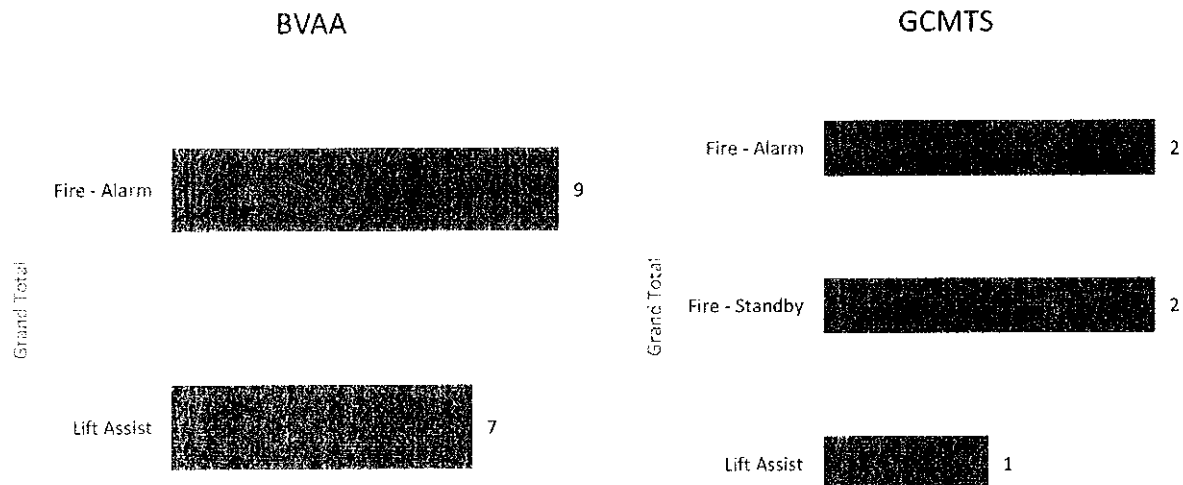 BVAA
Fire - Alarm
9
Grand Total
Lift Assist
7
GCMTS
Fire - Alarm
2
Grand Total
Fire - Standby
2
Lift Assist
1